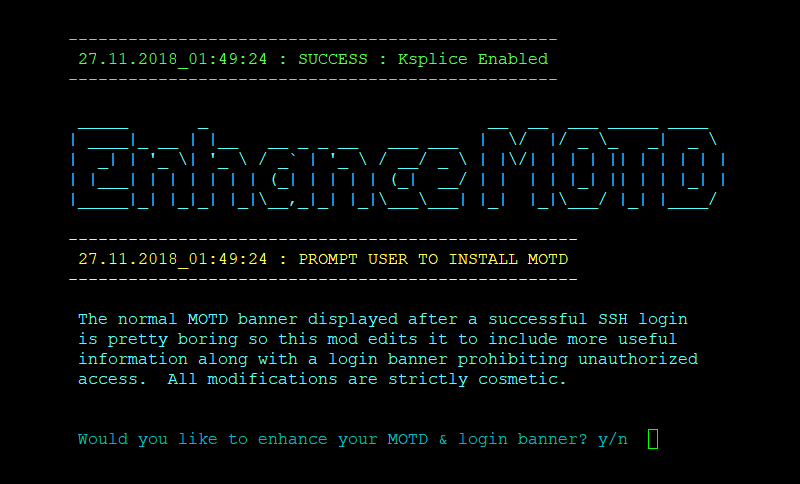 27.11.2018_01:49:24 : SUCCESS : Ksplice Enabled
Enhance MOTD
27.11.2018_01:49:24 : PROMPT USER TO INSTALL MOTD
The normal MOTD banner displayed after a successful SSH login
is pretty boring so this mod edits it to include more useful
information along with a login banner prohibiting unauthorized
access.  All modifications are strictly cosmetic.
Would you like to enhance your MOTD & login banner? y/n